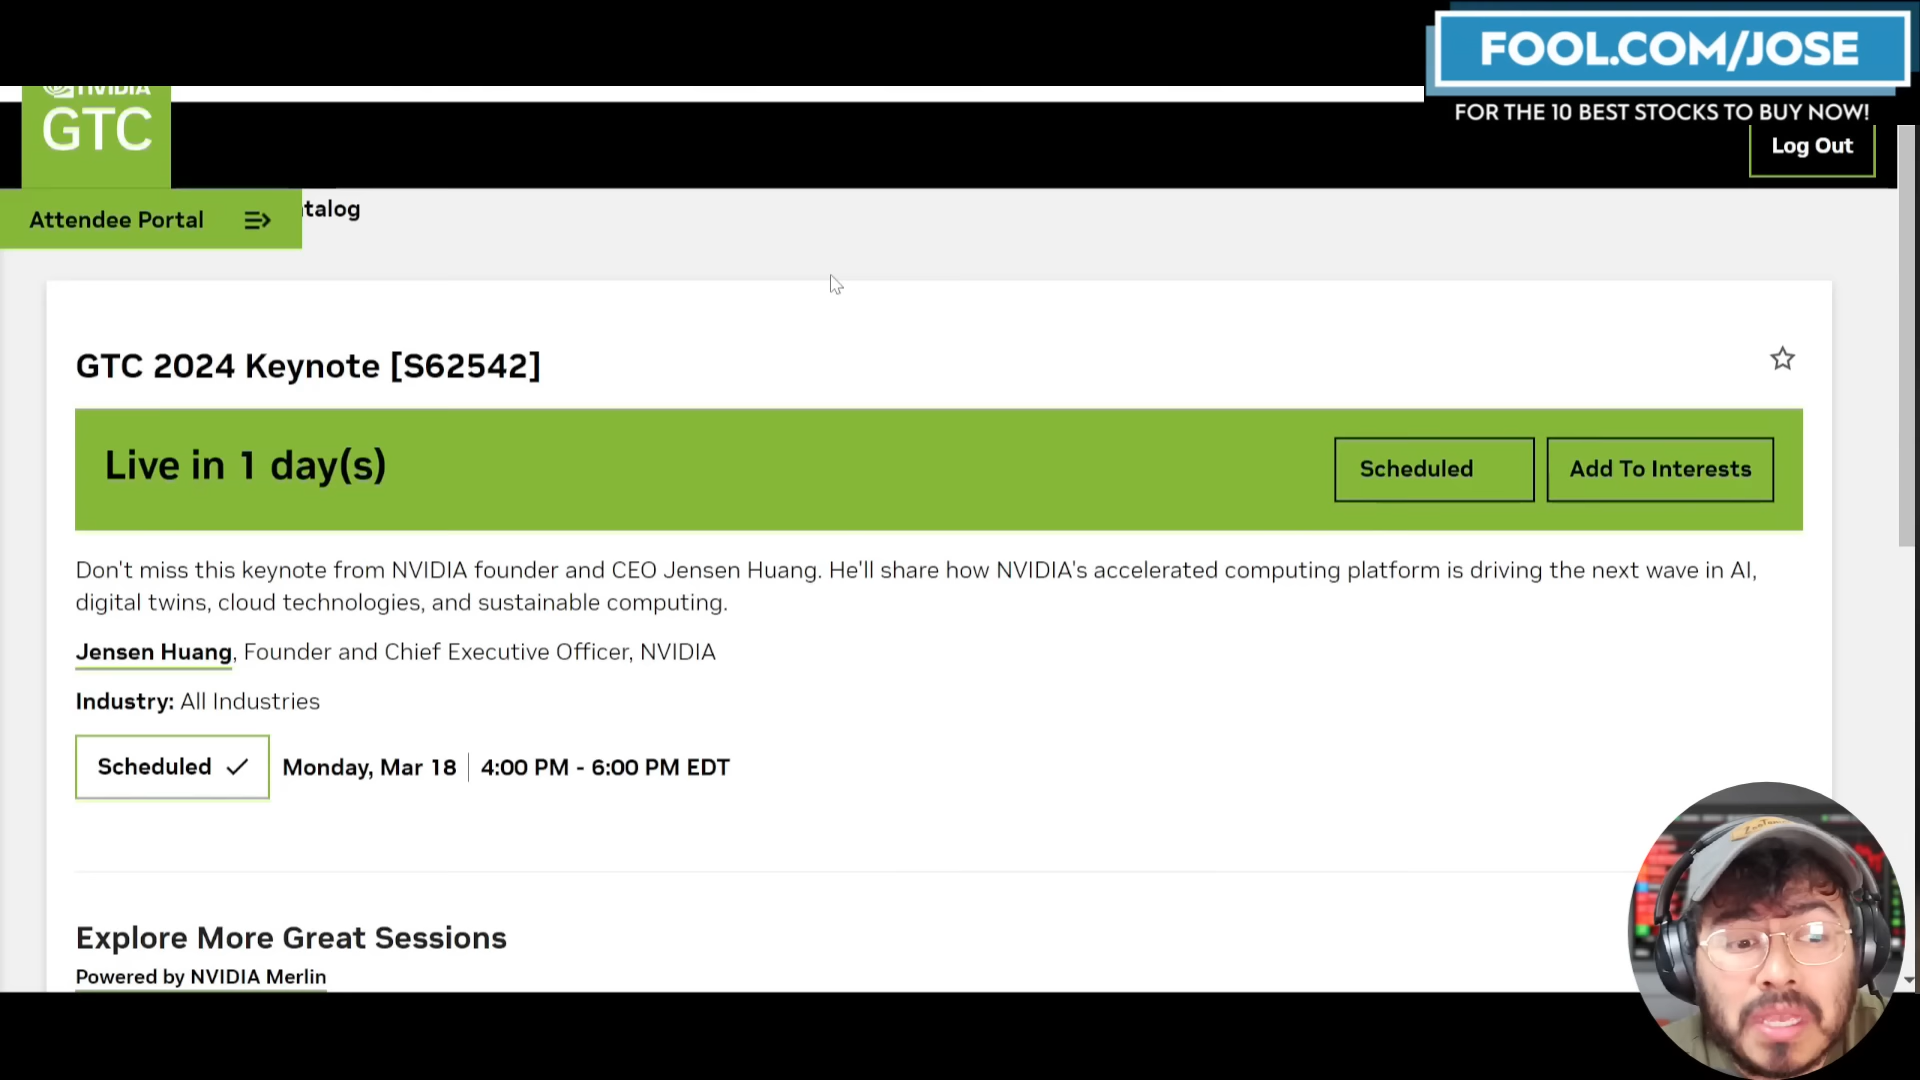 FOOL.COM/JOSE
FOR THE 10 BEST STOCKS TO BUY NOW!
NVIDIA
GTC
Log Out
Attendee Portal
talog
GTC 2024 Keynote [S62542]
Live in 1 day(s)
Scheduled
Add To Interests
Don't miss this keynote from NVIDIA founder and CEO Jensen Huang. He'll share how NVIDIA's accelerated computing platform is driving the next wave in AI,
digital twins, cloud technologies, and sustainable computing.
Jensen Huang, Founder and Chief Executive Officer, NVIDIA
Industry: All Industries
Scheduled
Monday, Mar 18 | 4:00 PM - 6:00 PM EDT
Explore More Great Sessions
Powered by NVIDIA Merlin